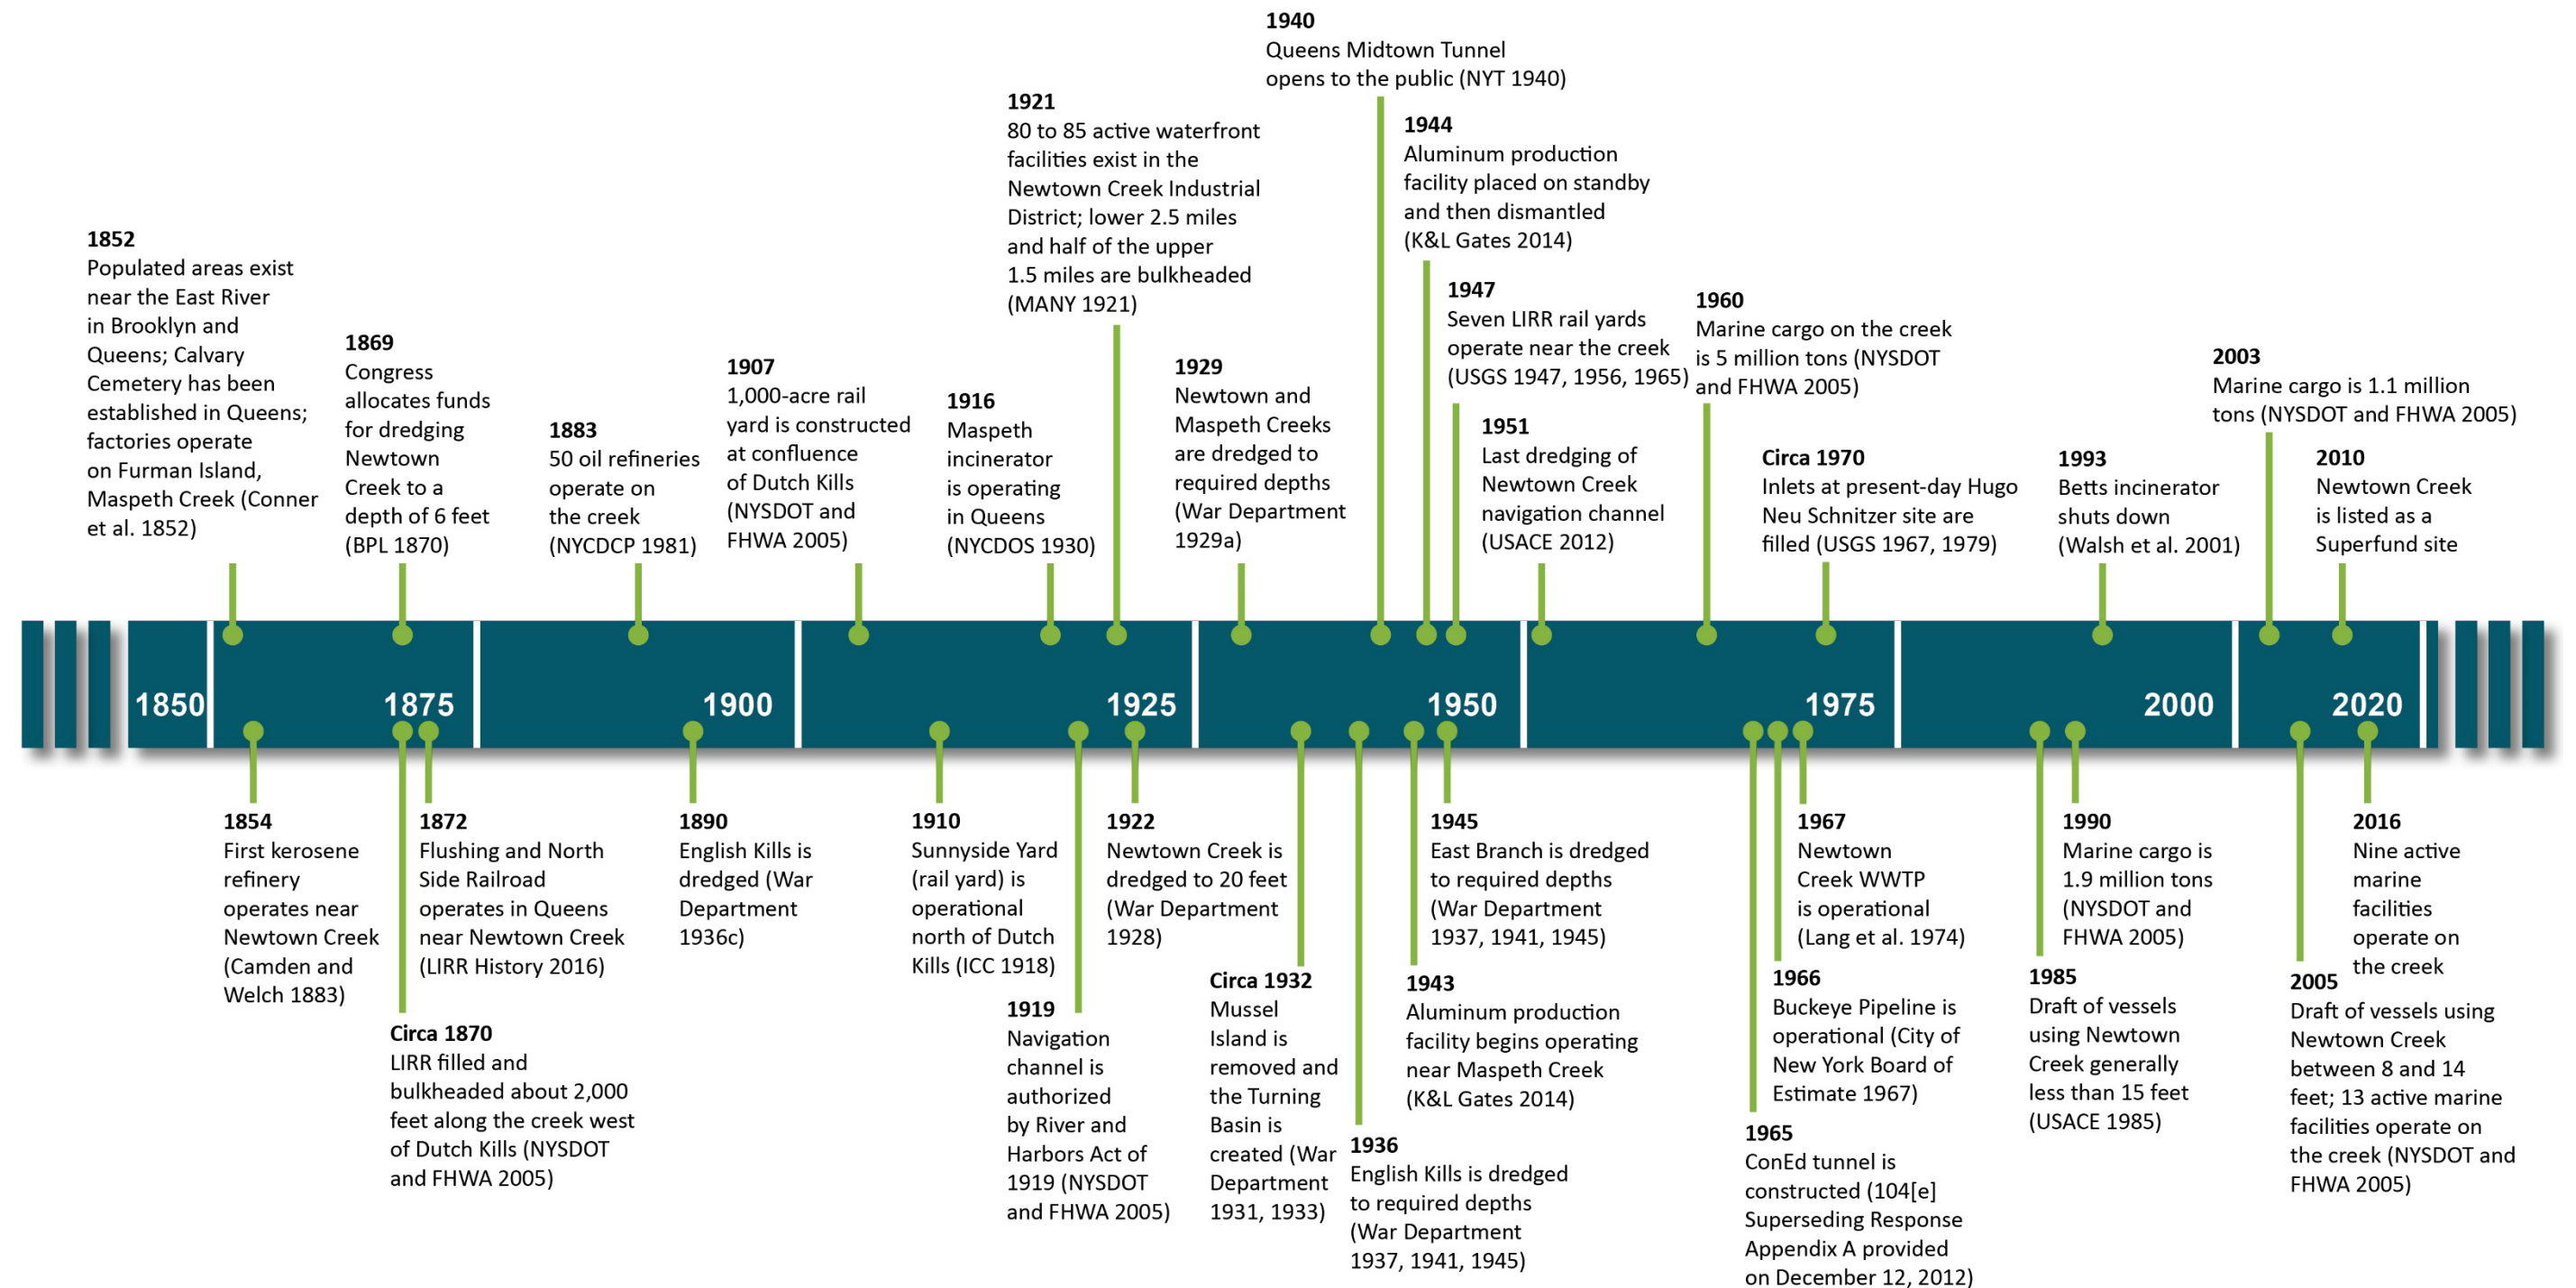 1940
Queens Midtown Tunnel
opens to the public (NYT 1940)
1921
80 to 85 active waterfront
facilities exist in the
Newtown Creek Industrial
District; lower 2.5 miles
and half of the upper
1.5 miles are bulkheaded
(MANY 1921)
1944
Aluminum production
facility placed on standby
and then dismantled
(K&L Gates 2014)
1852
Populated areas exist
near the East River
in Brooklyn and
Queens; Calvary
Cemetery has been
established in Queens;
factories operate
on Furman Island,
Maspeth Creek (Conner
et al. 1852)
1869
Congress
allocates funds
for dredging
Newtown
Creek to a
depth of 6 feet
(BPL 1870)
1883
50 oil refineries
operate on
the creek
(NYCDCP 1981)
1907
1,000-acre rail
yard is constructed
at confluence
of Dutch Kills
(NYSDOT and
FHWA 2005)
1916
Maspeth
incinerator
is operating
in Queens
(NYCDOS 1930)
1929
Newtown and
Maspeth Creeks
are dredged to
required depths
(War Department
1929a)
1947
Seven LIRR rail yards
operate near the creek
(USGS 1947, 1956, 1965)
1951
Last dredging of
Newtown Creek
navigation channel
(USACE 2012)
1960
Marine cargo on the creek
is 5 million tons (NYSDOT
and FHWA 2005)
Circa 1970
Inlets at present-day Hugo
Neu Schnitzer site are
filled (USGS 1967, 1979)
1993
Betts incinerator
shuts down
(Walsh et al. 2001)
2003
Marine cargo is 1.1 million
tons (NYSDOT and FHWA 2005)
2010
Newtown Creek
is listed as a
Superfund site
1850
1875
1900
1925
1950
1975
2000
2020
1854
First kerosene
refinery
operates near
Newtown Creek
(Camden and
Welch 1883)
Circa 1870
LIRR filled and
bulkheaded about 2,000
feet along the creek west
of Dutch Kills (NYSDOT
and FHWA 2005)
1872
Flushing and North
Side Railroad
operates in Queens
near Newtown Creek
(LIRR History 2016)
1890
English Kills is
dredged (War
Department
1936c)
1910
Sunnyside Yard
(rail yard) is
operational
north of Dutch
Kills (ICC 1918)
1919
Navigation
channel is
authorized
by River and
Harbors Act of
1919 (NYSDOT
and FHWA 2005)
1922
Newtown Creek is
dredged to 20 feet
(War Department
1928)
Circa 1932
Mussel
Island is
removed and
the Turning
Basin is
created (War
Department
1931, 1933)
1936
English Kills is dredged
to required depths
(War Department
1937, 1941, 1945)
1943
Aluminum production
facility begins operating
near Maspeth Creek
(K&L Gates 2014)
1945
East Branch is dredged
to required depths
(War Department
1937, 1941, 1945)
1965
ConEd tunnel is
constructed (104[e]
Superseding Response
Appendix A provided
on December 12, 2012)
1966
Buckeye Pipeline is
operational (City of
New York Board of
Estimate 1967)
1967
Newtown
Creek WWTP
is operational
(Lang et al. 1974)
1985
Draft of vessels
using Newtown
Creek generally
less than 15 feet
(USACE 1985)
1990
Marine cargo is
1.9 million tons
(NYSDOT and
FHWA 2005)
2005
Draft of vessels using
Newtown Creek
between 8 and 14
feet; 13 active marine
facilities operate on
the creek (NYSDOT and
FHWA 2005)
2016
Nine active
marine
facilities
operate on
the creek